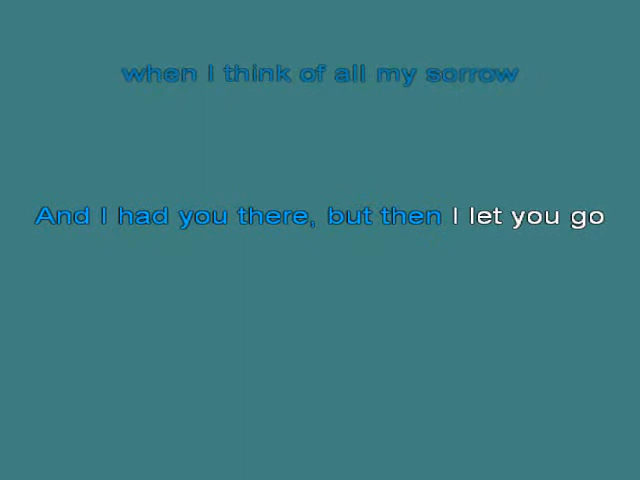 when I think of all my sorrow
And I had you there, but then I let you go